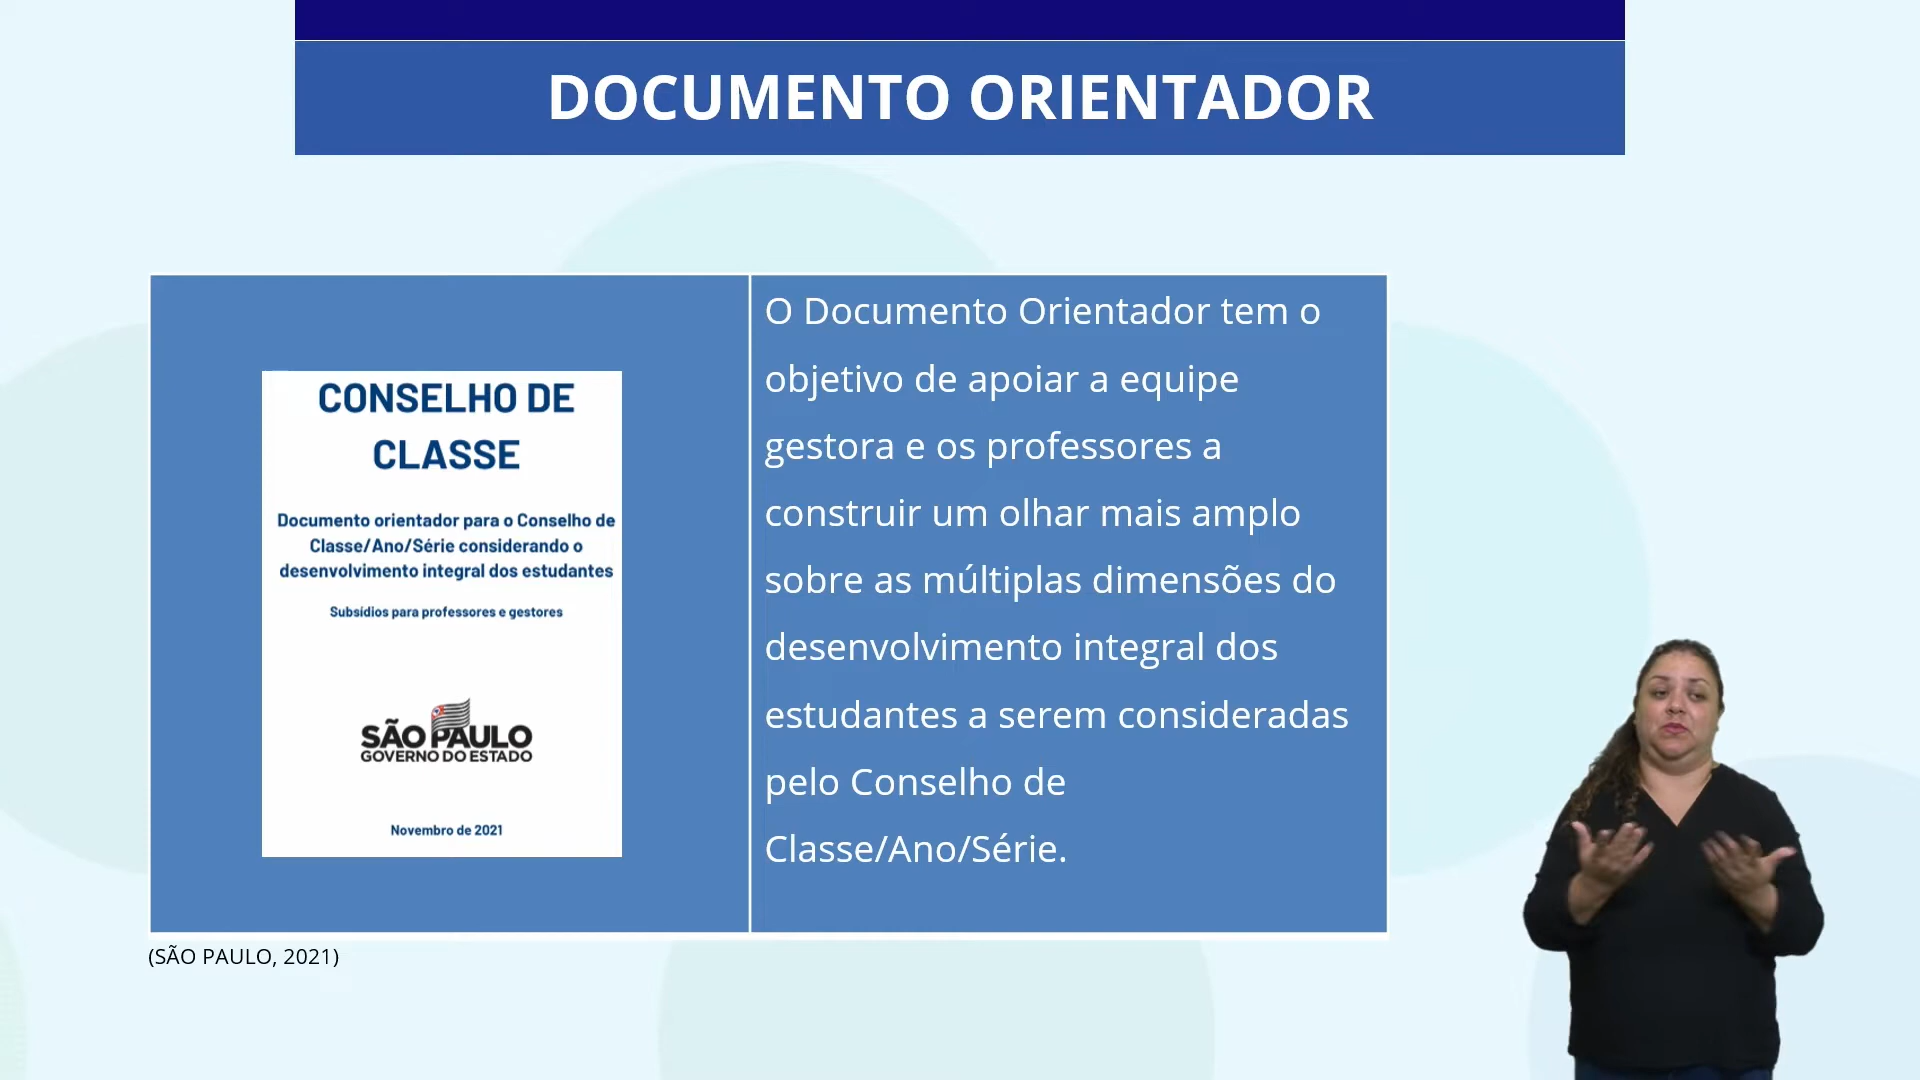 DOCUMENTO ORIENTADOR
CONSELHO DE
CLASSE
Documento orientador para o Conselho de
Classe/Ano/Série considerando o
desenvolvimento integral dos estudantes
Subsídios para professores e gestores
SÃO PAULO
GOVERNO DO ESTADO
Novembro de 2021
O Documento Orientador tem o
objetivo de apoiar a equipe
gestora e os professores a
construir um olhar mais amplo
sobre as múltiplas dimensões do
desenvolvimento integral dos
estudantes a serem consideradas
pelo Conselho de
Classe/Ano/Série.
(SÃO PAULO, 2021)